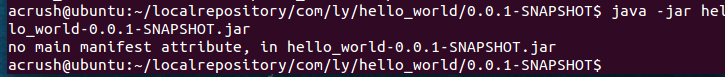 acrush@ubuntu:~/localrepository/com/ly/hello_world/0.0.1-SNAPSHOT$ java -jar hel
lo_world-0.0.1-SNAPSHOT.jar
no main manifest attribute, in hello_world-0.0.1-SNAPSHOT.jar
acrush@ubuntu:~/localrepository/com/ly/hello_world/0.0.1-SNAPSHOT$